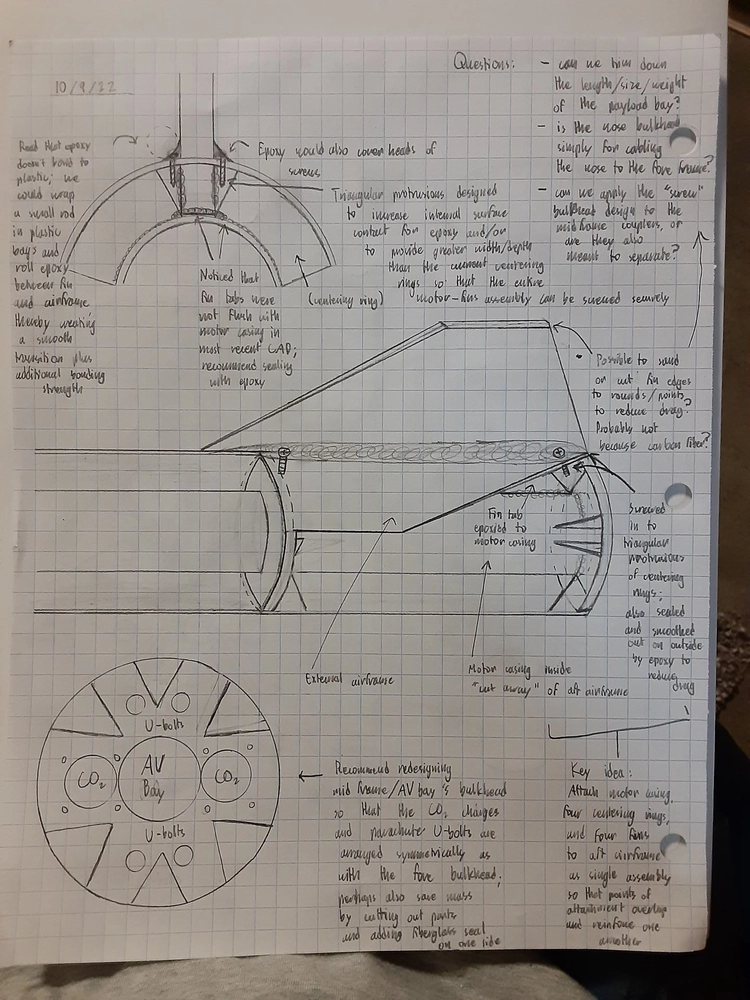 10/9/22
Questions:
- can we trim down
the length/size/weight
of the payload bay?
- is the nose bulkhead
simply for cabling
the nose to the fore frame?
- can we apply the "screw"
bulkhead design to the
midframe couplers, or
are they also
meant to separate?
Read that epoxy
doesn't bond to
plastic; we
could wrap
a small rod
in plastic
bags and
roll epoxy
between fin
and airframe
thereby creating
a smooth
transition plus
additional bonding
strength
Epoxy would also cover heads of
screws
Triangular protrusions designed
to increase internal surface
contact for epoxy and/or
to provide greater width/depth
than the current centering
rings so that the entire
motor-fins assembly can be screwed securely
Noticed that
fin tabs were
not flush with
motor casing in
most recent CAD;
recommend sealing
with epoxy
(centering ring)
Possible to sand
or cut fin edges
to rounds/points
to reduce drag?
Probably not
because carbon fiber?
Fin tab
epoxied to
motor casing
Screwed
in to
triangular
protrusions
of centering
rings;
also sealed
and smoothed
out on outside
by epoxy to
reduce
drag
External airframe
Motor casing inside
"cut away" of aft airframe
U-bolts
CO2
AV
Bay
CO2
U-bolts
Recommend redesigning
mid frame/AV bay's bulkhead
so that the CO2 charges
and parachute U-bolts are
arranged symmetrically as
with the fore bulkhead;
perhaps also save mass
by cutting out parts
and adding fiberglass seal
on one side
Key idea:
Attach motor casing,
four centering rings,
and four fins
to aft airframe
as single assembly
so that points of
attachment overlap
and reinforce one
another